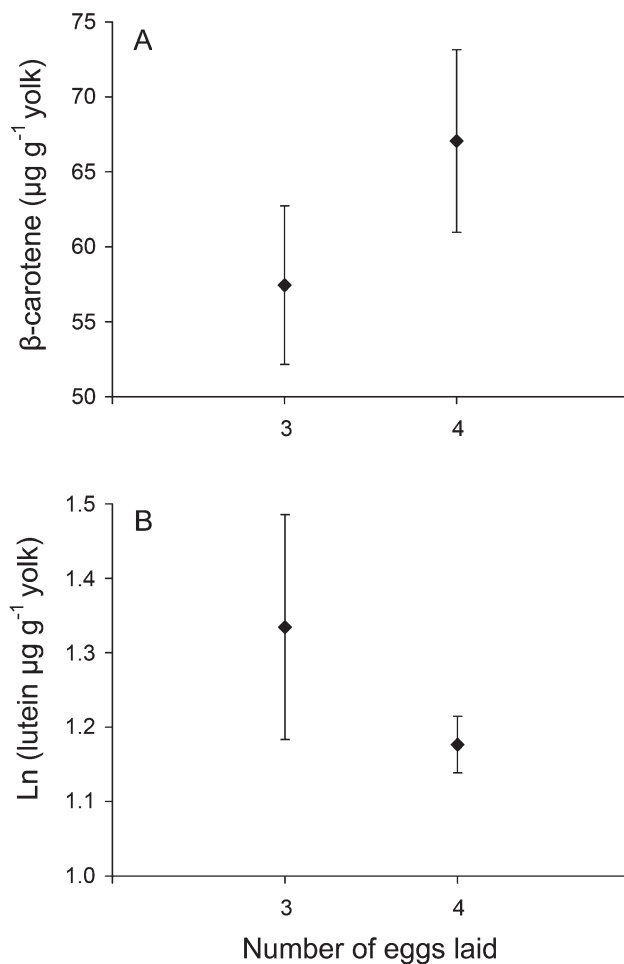 A
β-carotene (µg g⁻¹ yolk)
75
70
65
60
55
50
3 4
B
Ln (lutein µg g⁻¹ yolk)
1.5
1.4
1.3
1.2
1.1
1.0
3 4
Number of eggs laid